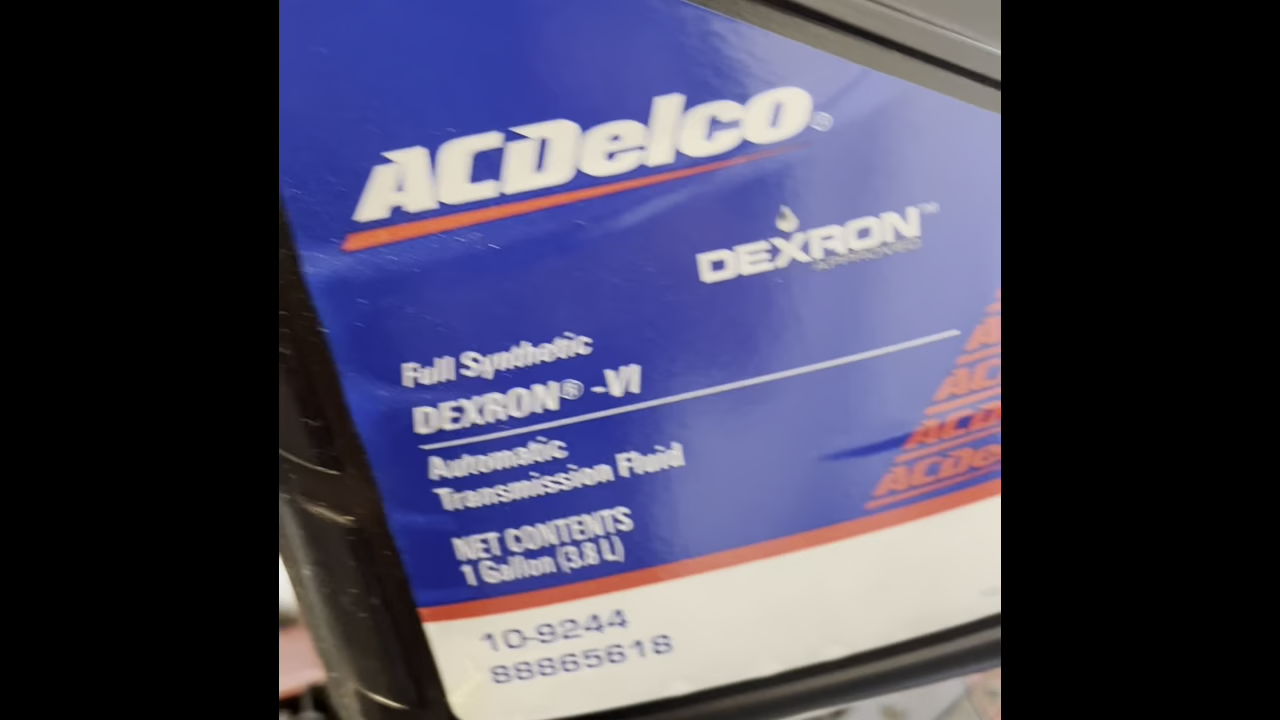 ACDelco®
DEXRON™
APPROVED
Full Synthetic
DEXRON® -VI
Automatic
Transmission Fluid
NET CONTENTS
1 Gallon (3.8 L)
10-9244
88865618
ACDe